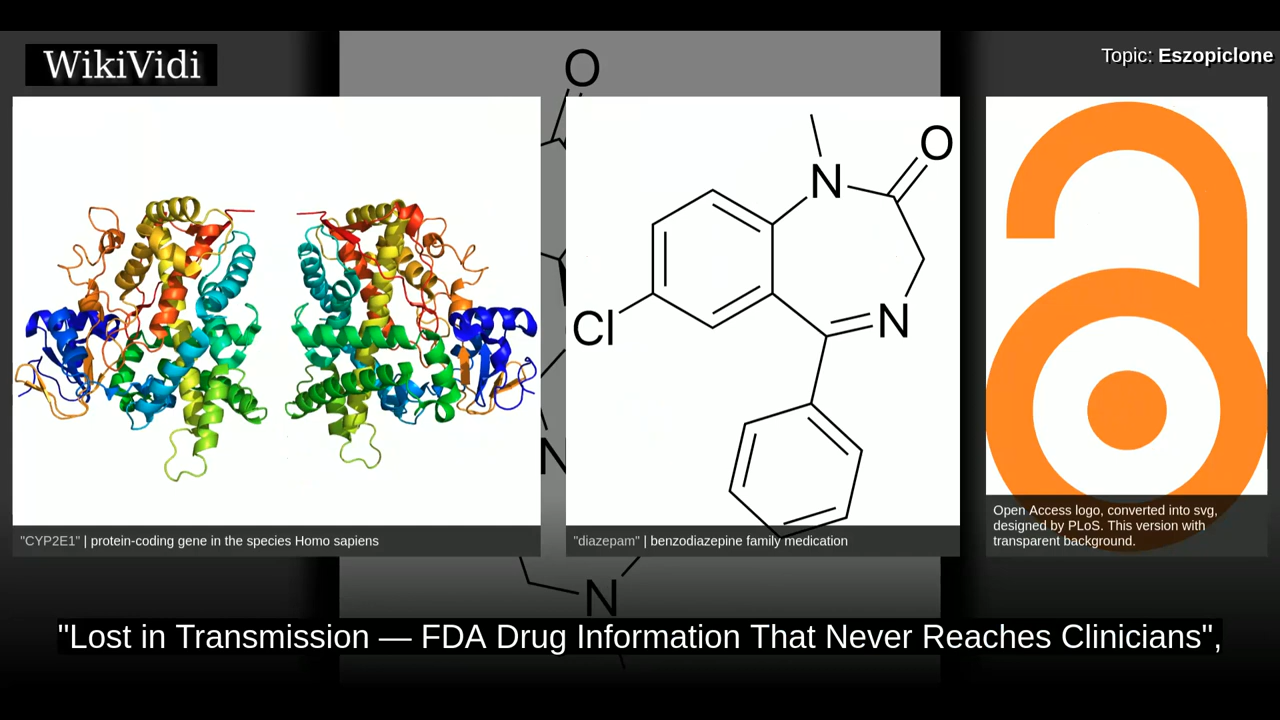 WikiVidi
Topic: Eszopiclone
O
N
O
Cl
N
"CYP2E1" | protein-coding gene in the species Homo sapiens
"diazepam" | benzodiazepine family medication
Open Access logo, converted into svg,
designed by PLoS. This version with
transparent background.
N
N
"Lost in Transmission — FDA Drug Information That Never Reaches Clinicians",